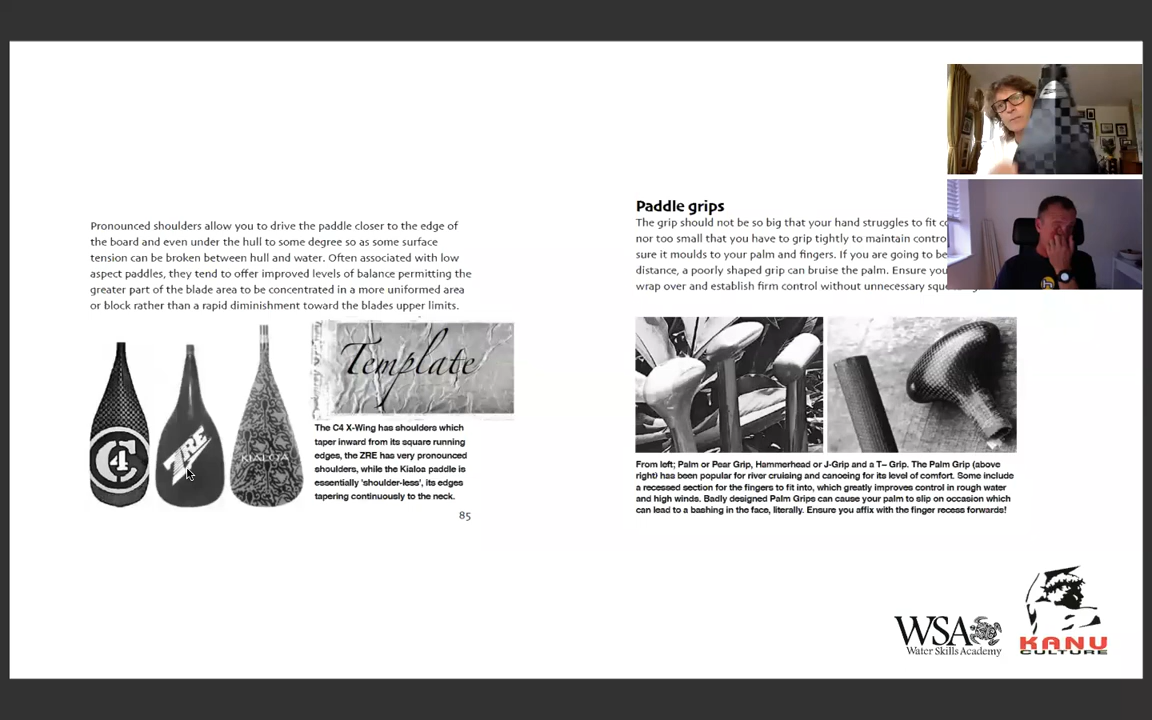 Pronounced shoulders allow you to drive the paddle closer to the edge of
the board and even under the hull to some degree so as some surface
tension can be broken between hull and water. Often associated with low
aspect paddles, they tend to offer improved levels of balance permitting the
greater part of the blade area to be concentrated in a more uniformed area
or block rather than a rapid diminishment toward the blades upper limits.
Template
C4
ZRE
KIALOA
The C4 X-Wing has shoulders which
taper inward from its square running
edges, the ZRE has very pronounced
shoulders, while the Kialoa paddle is
essentially 'shoulder-less', its edges
tapering continuously to the neck.
85
Paddle grips
The grip should not be so big that your hand struggles to fit
nor too small that you have to grip tightly to maintain
sure it moulds to your palm and fingers. If you are going to be
distance, a poorly shaped grip can bruise the palm. Ensure
wrap over and establish firm control without unnecessary
From left; Palm or Pear Grip, Hammerhead or J-Grip and a T– Grip. The Palm Grip (above
right) has been popular for river cruising and canoeing for its level of comfort. Some include
a recessed section for the fingers to fit into, which greatly improves control in rough water
and high winds. Badly designed Palm Grips can cause your palm to slip on occasion which
can lead to a bashing in the face, literally. Ensure you affix with the finger recess forwards!
WSA
Water Skills Academy
KANU
CULTURE